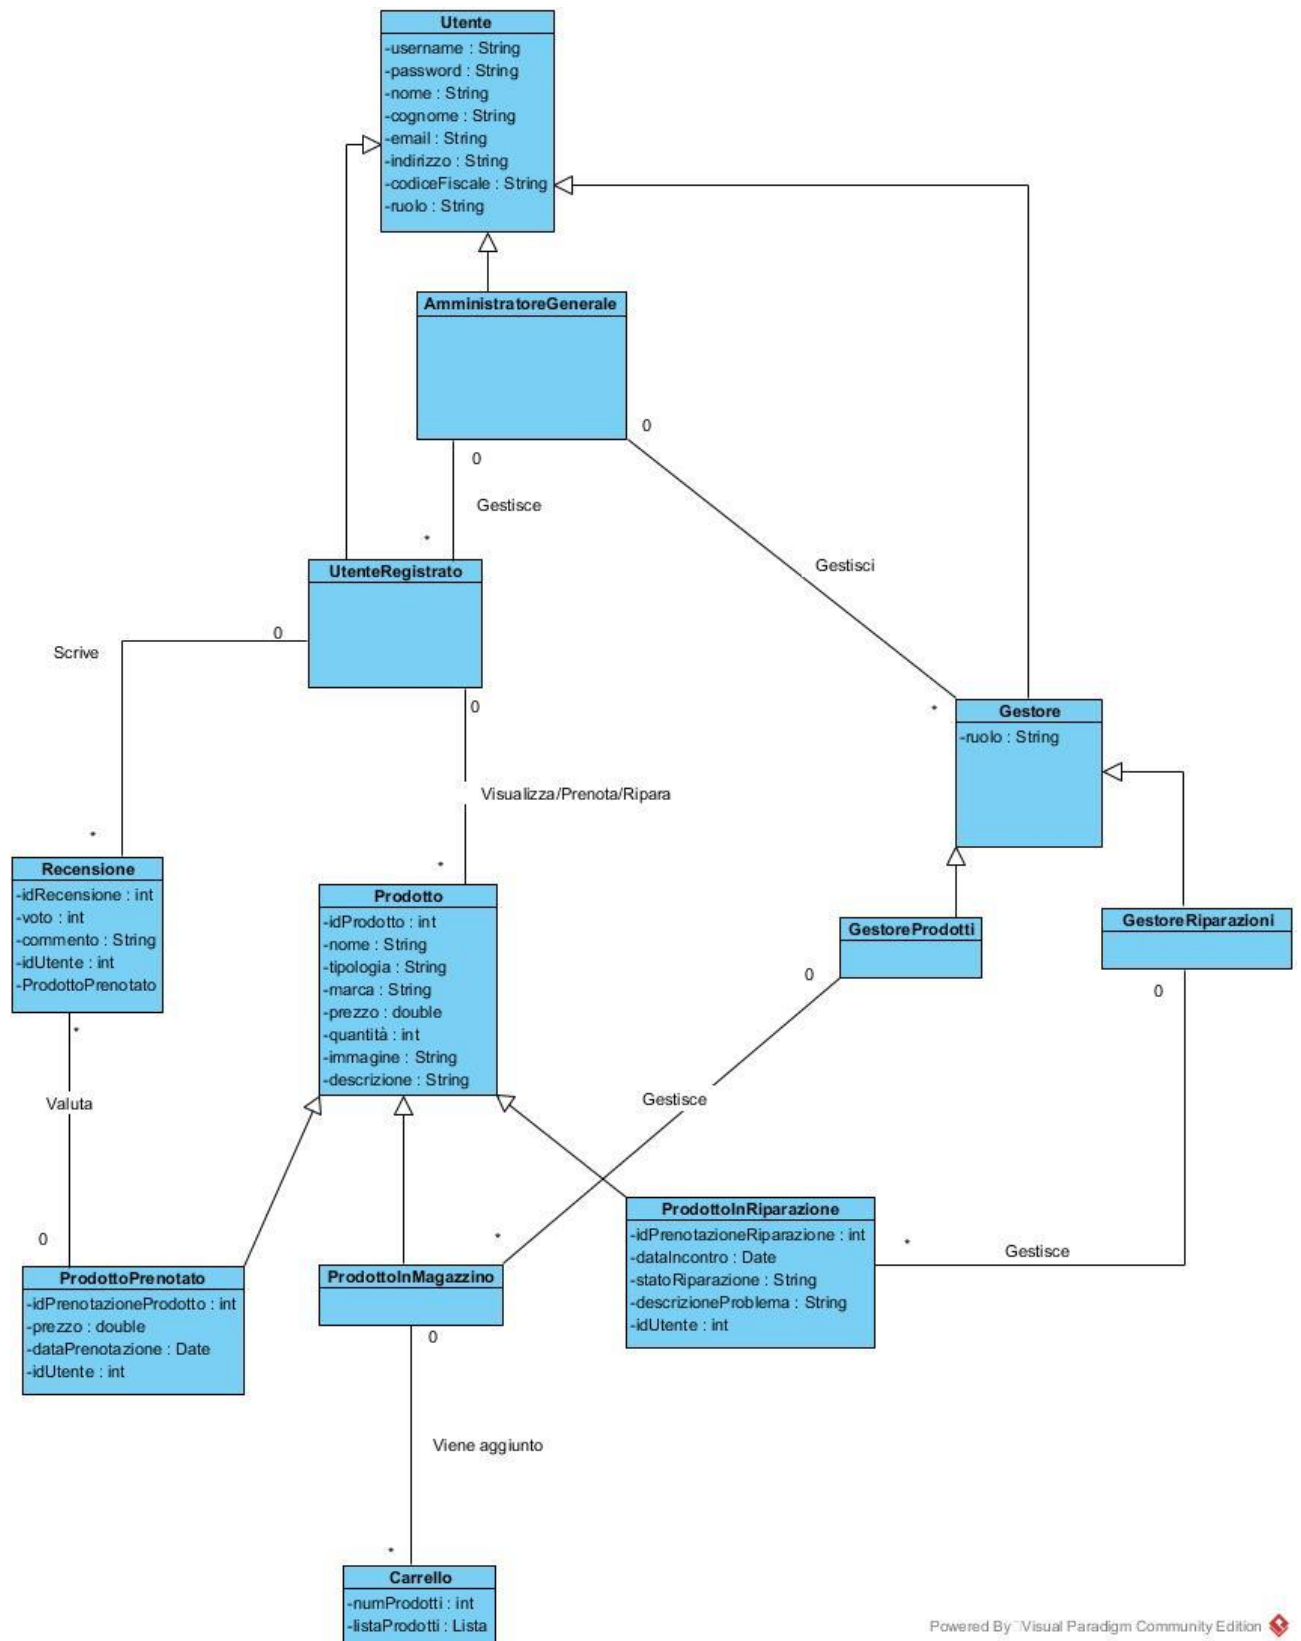 Utente
-username : String
-password : String
-nome : String
-cognome : String
-email : String
-indirizzo : String
-codiceFiscale : String
-ruolo : String
AmministratoreGenerale
0
0
Gestisce
*
Gestisci
UtenteRegistrato
0
Scrive
0
*
Gestore
-ruolo : String
Visualizza/Prenota/Ripara
*
*
Recensione
-idRecensione : int
-voto : int
-commento : String
-idUtente : int
-ProdottoPrenotato
*
Prodotto
-idProdotto : int
-nome : String
-tipologia : String
-marca : String
-prezzo : double
-quantità : int
-immagine : String
-descrizione : String
GestoreProdotti
0
GestoreRiparazioni
0
Valuta
Gestisce
0
*
ProdottoPrenotato
-idPrenotazioneProdotto : int
-prezzo : double
-dataPrenotazione : Date
-idUtente : int
ProdottoInMagazzino
0
ProdottoInRiparazione
-idPrenotazioneRiparazione : int
-dataIncontro : Date
-statoRiparazione : String
-descrizioneProblema : String
-idUtente : int
*
Gestisce
Viene aggiunto
*
Carrello
-numProdotti : int
-listaProdotti : Lista
Powered By Visual Paradigm Community Edition